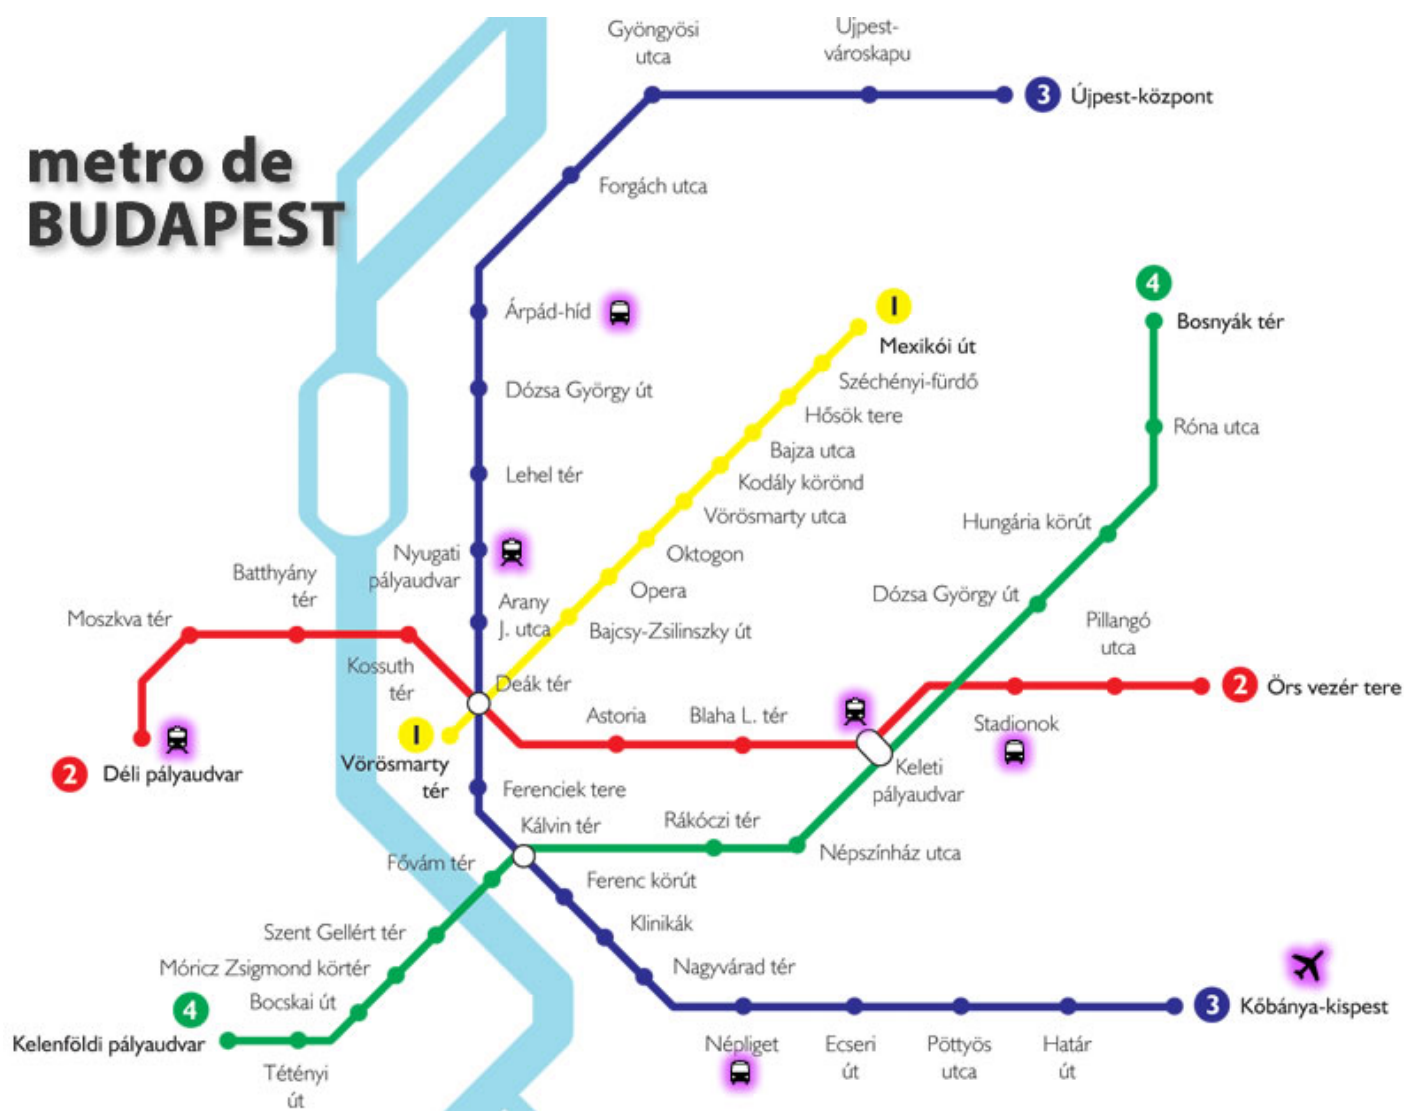 Gyöngyösi
utca
Újpest-
városkapu
3 Újpest-központ
metro de
BUDAPEST
Forgách utca
4
Bosnyák tér
Árpád-híd
1
Mexikói út
Széchényi-fürdő
Dózsa György út
Hősök tere
Róna utca
Bajza utca
Lehel tér
Kodály körönd
Vörösmarty utca
Hungária körút
Nyugati
pályaudvar
Oktogon
Batthyány
tér
Opera
Dózsa György út
Arany
J. utca
Moszkva tér
Bajcsy-Zsilinszky út
Pillangó
utca
Kossuth
tér
Deák tér
2 Örs vezér tere
Astoria
Blaha L. tér
Stadionok
1
Vörösmarty
tér
2 Déli pályaudvar
Keleti
pályaudvar
Ferenciek tere
Kálvin tér
Rákóczi tér
Népszínház utca
Fővám tér
Ferenc körút
Klinikák
Szent Gellért tér
Móricz Zsigmond körtér
Nagyvárad tér
Bocskai út
4
3 Kőbánya-kispest
Kelenföldi pályaudvar
Népliget
Ecseri
út
Pöttyös
utca
Határ
út
Tétényi
út